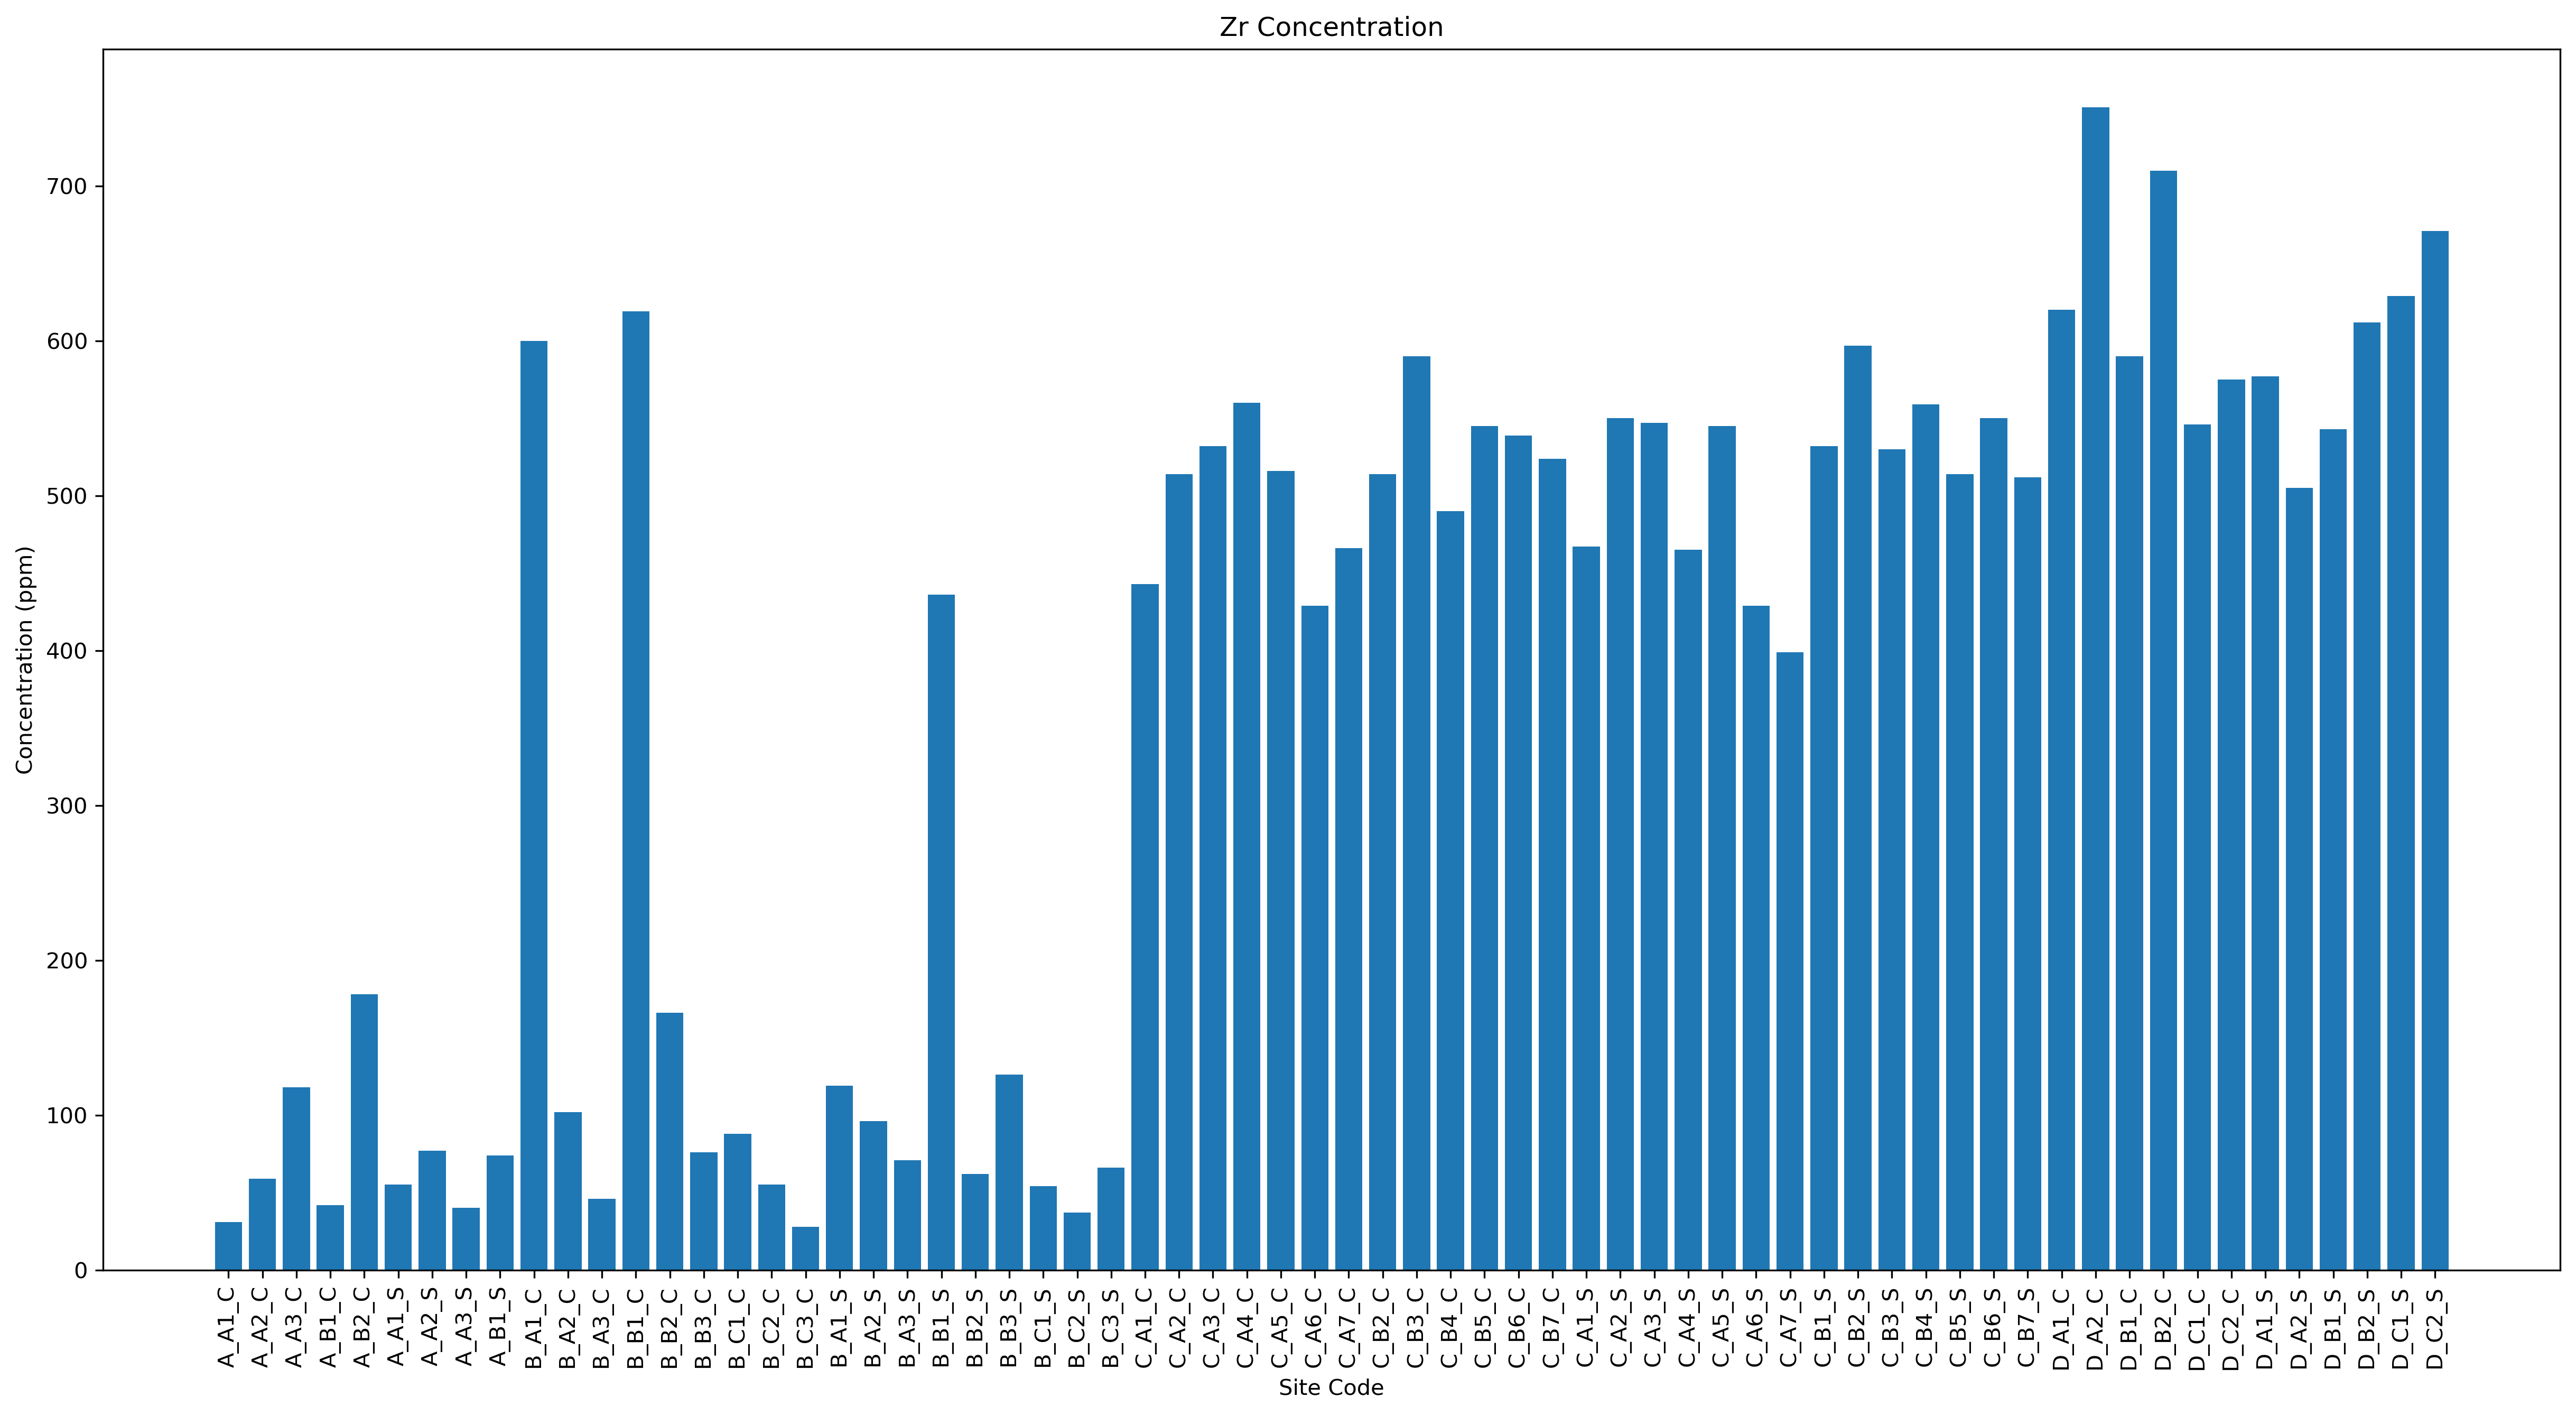 Zr Concentration
Concentration (ppm)
700
600
500
400
300
200
100
0
A_A1_C
A_A2_C
A_A3_C
A_B1_C
A_B2_C
A_A1_S
A_A2_S
A_A3_S
A_B1_S
B_A1_C
B_A2_C
B_A3_C
B_B1_C
B_B2_C
B_B3_C
B_C1_C
B_C2_C
B_C3_C
B_A1_S
B_A2_S
B_A3_S
B_B1_S
B_B2_S
B_B3_S
B_C1_S
B_C2_S
B_C3_S
C_A1_C
C_A2_C
C_A3_C
C_A4_C
C_A5_C
C_A6_C
C_A7_C
C_B2_C
C_B3_C
C_B4_C
C_B5_C
C_B6_C
C_B7_C
C_A1_S
C_A2_S
C_A3_S
C_A4_S
C_A5_S
C_A6_S
C_A7_S
C_B1_S
C_B2_S
C_B3_S
C_B4_S
C_B5_S
C_B6_S
C_B7_S
D_A1_C
D_A2_C
D_B1_C
D_B2_C
D_C1_C
D_C2_C
D_A1_S
D_A2_S
D_B1_S
D_B2_S
D_C1_S
D_C2_S
Site Code